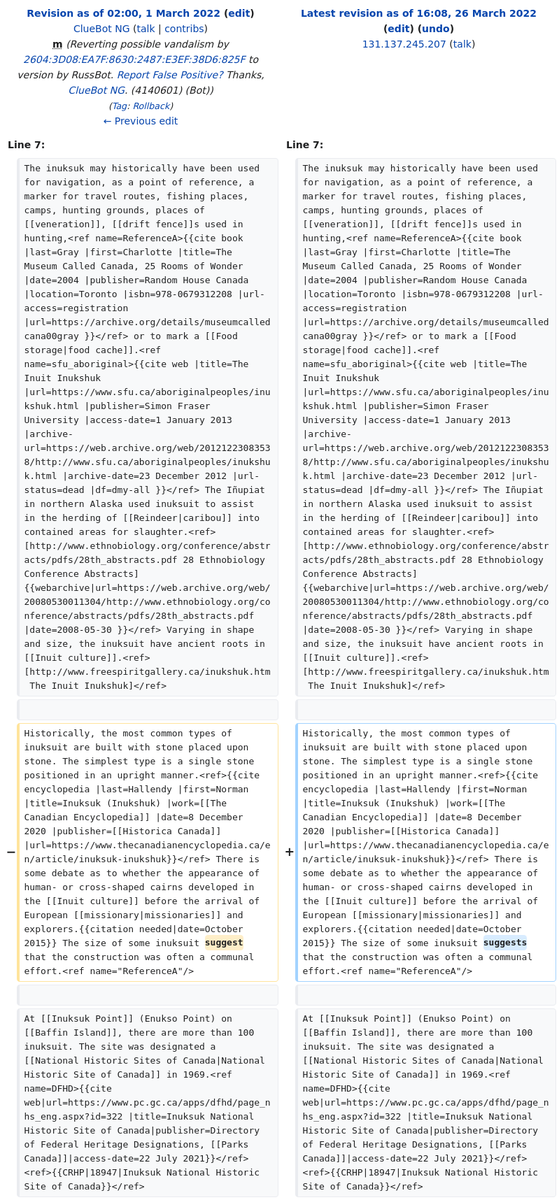 Revision as of 02:00, 1 March 2022 (edit)
ClueBot NG (talk | contribs)
m (Reverting possible vandalism by
2604:3D08:EA7F:8630:2487:E3EF:38D6:825F to
version by RussBot. Report False Positive? Thanks,
ClueBot NG. (4140601) (Bot))
(Tag: Rollback)
← Previous edit
Latest revision as of 16:08, 26 March 2022
(edit) (undo)
131.137.245.207 (talk)
Line 7:
The inuksuk may historically have been used
for navigation, as a point of reference, a
marker for travel routes, fishing places,
camps, hunting grounds, places of
[[veneration]], [[drift fence]]s used in
hunting,<ref name=ReferenceA>{{cite book
|last=Gray |first=Charlotte |title=The
Museum Called Canada, 25 Rooms of Wonder
|date=2004 |publisher=Random House Canada
|location=Toronto |isbn=978-0679312208 |url-
access=registration
|url=https://archive.org/details/museumcalled
cana00gray }}</ref> or to mark a [[Food
storage|food cache]].<ref
name=sfu_aboriginal>{{cite web |title=The
Inuit Inukshuk
|url=https://www.sfu.ca/aboriginalpeoples/inu
kshuk.html |publisher=Simon Fraser
University |access-date=1 January 2013
|archive-
url=https://web.archive.org/web/2012122308353
8/http://www.sfu.ca/aboriginalpeoples/inukshu
k.html |archive-date=23 December 2012 |url-
status=dead |df=dmy-all }}</ref> The Iñupiat
in northern Alaska used inuksuit to assist
in the herding of [[Reindeer|caribou]] into
contained areas for slaughter.<ref>
[http://www.ethnobiology.org/conference/abstr
acts/pdfs/28th_abstracts.pdf 28 Ethnobiology
Conference Abstracts]
{{webarchive|url=https://web.archive.org/web/
20080530011304/http://www.ethnobiology.org/co
nference/abstracts/pdfs/28th_abstracts.pdf
|date=2008-05-30 }}</ref> Varying in shape
and size, the inuksuit have ancient roots in
[[Inuit culture]].<ref>
[http://www.freespiritgallery.ca/inukshuk.htm
The Inuit Inukshuk]</ref>
− Historically, the most common types of
inuksuit are built with stone placed upon
stone. The simplest type is a single stone
positioned in an upright manner.<ref>{{cite
encyclopedia |last=Hallendy |first=Norman
|title=Inuksuk (Inukshuk) |work=[[The
Canadian Encyclopedia]] |date=8 December
2020 |publisher=[[Historica Canada]]
|url=https://www.thecanadianencyclopedia.ca/e
n/article/inuksuk-inukshuk}}</ref> There is
some debate as to whether the appearance of
human- or cross-shaped cairns developed in
the [[Inuit culture]] before the arrival of
European [[missionary|missionaries]] and
explorers.{{citation needed|date=October
2015}} The size of some inuksuit suggest
that the construction was often a communal
effort.<ref name="ReferenceA"/>
At [[Inuksuk Point]] (Enukso Point) on
[[Baffin Island]], there are more than 100
inuksuit. The site was designated a
[[National Historic Sites of Canada|National
Historic Site of Canada]] in 1969.<ref
name=DFHD>{{cite
web|url=https://www.pc.gc.ca/apps/dfhd/page_n
hs_eng.aspx?id=322 |title=Inuksuk National
Historic Site of Canada|publisher=Directory
of Federal Heritage Designations, [[Parks
Canada]]|access-date=22 July 2021}}</ref>
<ref>{{CRHP|18947|Inuksuk National Historic
Site of Canada}}</ref>
Line 7:
The inuksuk may historically have been used
for navigation, as a point of reference, a
marker for travel routes, fishing places,
camps, hunting grounds, places of
[[veneration]], [[drift fence]]s used in
hunting,<ref name=ReferenceA>{{cite book
|last=Gray |first=Charlotte |title=The
Museum Called Canada, 25 Rooms of Wonder
|date=2004 |publisher=Random House Canada
|location=Toronto |isbn=978-0679312208 |url-
access=registration
|url=https://archive.org/details/museumcalled
cana00gray }}</ref> or to mark a [[Food
storage|food cache]].<ref
name=sfu_aboriginal>{{cite web |title=The
Inuit Inukshuk
|url=https://www.sfu.ca/aboriginalpeoples/inu
kshuk.html |publisher=Simon Fraser
University |access-date=1 January 2013
|archive-
url=https://web.archive.org/web/2012122308353
8/http://www.sfu.ca/aboriginalpeoples/inukshu
k.html |archive-date=23 December 2012 |url-
status=dead |df=dmy-all }}</ref> The Iñupiat
in northern Alaska used inuksuit to assist
in the herding of [[Reindeer|caribou]] into
contained areas for slaughter.<ref>
[http://www.ethnobiology.org/conference/abstr
acts/pdfs/28th_abstracts.pdf 28 Ethnobiology
Conference Abstracts]
{{webarchive|url=https://web.archive.org/web/
20080530011304/http://www.ethnobiology.org/co
nference/abstracts/pdfs/28th_abstracts.pdf
|date=2008-05-30 }}</ref> Varying in shape
and size, the inuksuit have ancient roots in
[[Inuit culture]].<ref>
[http://www.freespiritgallery.ca/inukshuk.htm
The Inuit Inukshuk]</ref>
+ Historically, the most common types of
inuksuit are built with stone placed upon
stone. The simplest type is a single stone
positioned in an upright manner.<ref>{{cite
encyclopedia |last=Hallendy |first=Norman
|title=Inuksuk (Inukshuk) |work=[[The
Canadian Encyclopedia]] |date=8 December
2020 |publisher=[[Historica Canada]]
|url=https://www.thecanadianencyclopedia.ca/e
n/article/inuksuk-inukshuk}}</ref> There is
some debate as to whether the appearance of
human- or cross-shaped cairns developed in
the [[Inuit culture]] before the arrival of
European [[missionary|missionaries]] and
explorers.{{citation needed|date=October
2015}} The size of some inuksuit suggests
that the construction was often a communal
effort.<ref name="ReferenceA"/>
At [[Inuksuk Point]] (Enukso Point) on
[[Baffin Island]], there are more than 100
inuksuit. The site was designated a
[[National Historic Sites of Canada|National
Historic Site of Canada]] in 1969.<ref
name=DFHD>{{cite
web|url=https://www.pc.gc.ca/apps/dfhd/page_n
hs_eng.aspx?id=322 |title=Inuksuk National
Historic Site of Canada|publisher=Directory
of Federal Heritage Designations, [[Parks
Canada]]|access-date=22 July 2021}}</ref>
<ref>{{CRHP|18947|Inuksuk National Historic
Site of Canada}}</ref>